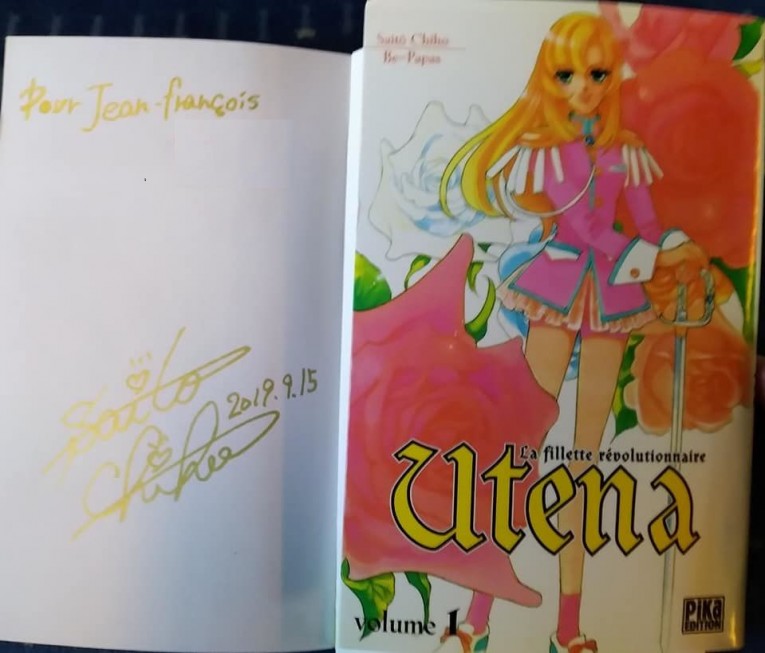 Pour Jean-françois
Saito
Chiho
2019.9.15
Saitô Chiho
Be-Papas
La fillette révolutionnaire
Utena
volume 1
PIKA
EDITION